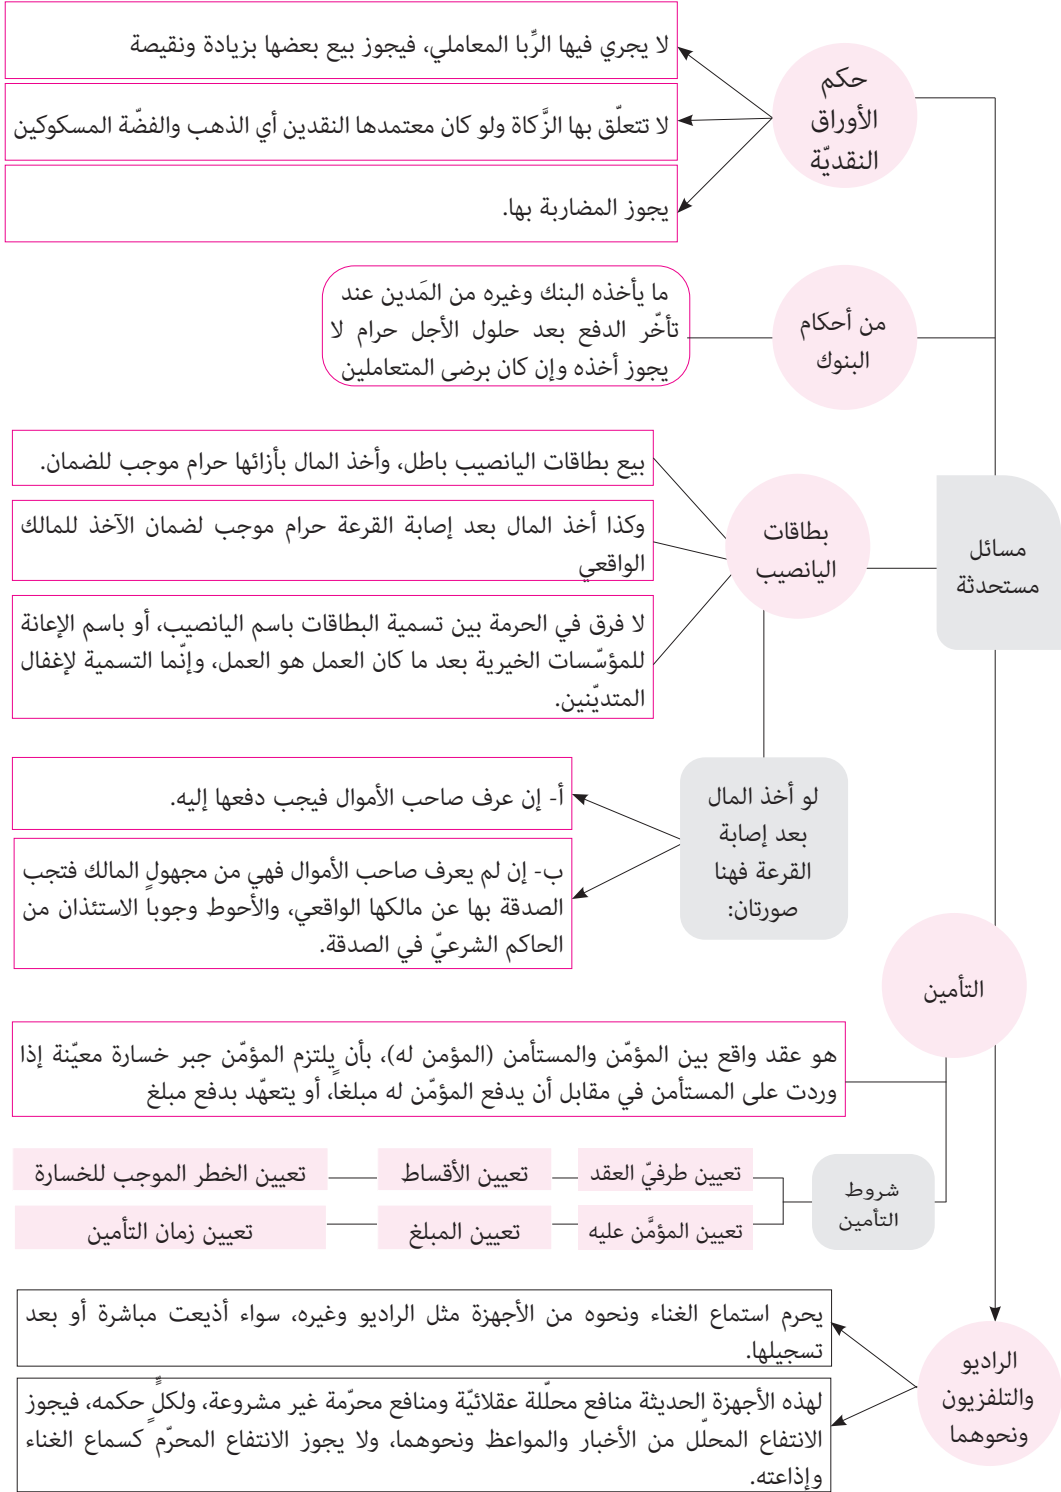 مسائل
مستحدثة
حكم
الأوراق
النقديّة
لا يجري فيها الرِّبا المعاملي، فيجوز بيع بعضها بزيادة ونقيصة
لا تتعلّق بها الزَّكاة ولو كان معتمدها النقدين أي الذهب والفضّة المسكوكين
يجوز المضاربة بها.
من أحكام
البنوك
ما يأخذه البنك وغيره من المَدين عند
تأخّر الدفع بعد حلول الأجل حرام لا
يجوز أخذه وإن كان برضى المتعاملين
بطاقات
اليانصيب
بيع بطاقات اليانصيب باطل، وأخذ المال بأزائها حرام موجب للضمان.
وكذا أخذ المال بعد إصابة القرعة حرام موجب لضمان الآخذ للمالك
الواقعي
لا فرق في الحرمة بين تسمية البطاقات باسم اليانصيب، أو باسم الإعانة
للمؤسّسات الخيرية بعد ما كان العمل هو العمل، وإنّما التسمية لإغفال
المتديّنين.
لو أخذ المال
بعد إصابة
القرعة فهنا
صورتان:
أ- إن عرف صاحب الأموال فيجب دفعها إليه.
ب- إن لم يعرف صاحب الأموال فهي من مجهولٍ المالك فتجب
الصدقة بها عن مالكها الواقعي، والأحوط وجوباً الاستئذان من
الحاكم الشرعيّ في الصدقة.
التأمين
هو عقد واقع بين المؤمّن والمستأمن (المؤمن له)، بأن يلتزم المؤمّن جبر خسارة معيّنة إذا
وردت على المستأمن في مقابل أن يدفع المؤمّن له مبلغاً، أو يتعهّد بدفع مبلغ
شروط
التأمين
تعيين طرفيّ العقد
تعيين الأقساط
تعيين الخطر الموجب للخسارة
تعيين المؤمَّن عليه
تعيين المبلغ
تعيين زمان التأمين
الراديو
والتلفزيون
ونحوهما
يحرم استماع الغناء ونحوه من الأجهزة مثل الراديو وغيره، سواء أذيعت مباشرة أو بعد
تسجيلها.
لهذه الأجهزة الحديثة منافع محلّلة عقلائيّة ومنافع محرّمة غير مشروعة، ولكلٍّ حكمه، فيجوز
الانتفاع المحلّل من الأخبار والمواعظ ونحوهما، ولا يجوز الانتفاع المحرّم كسماع الغناء
وإذاعته.